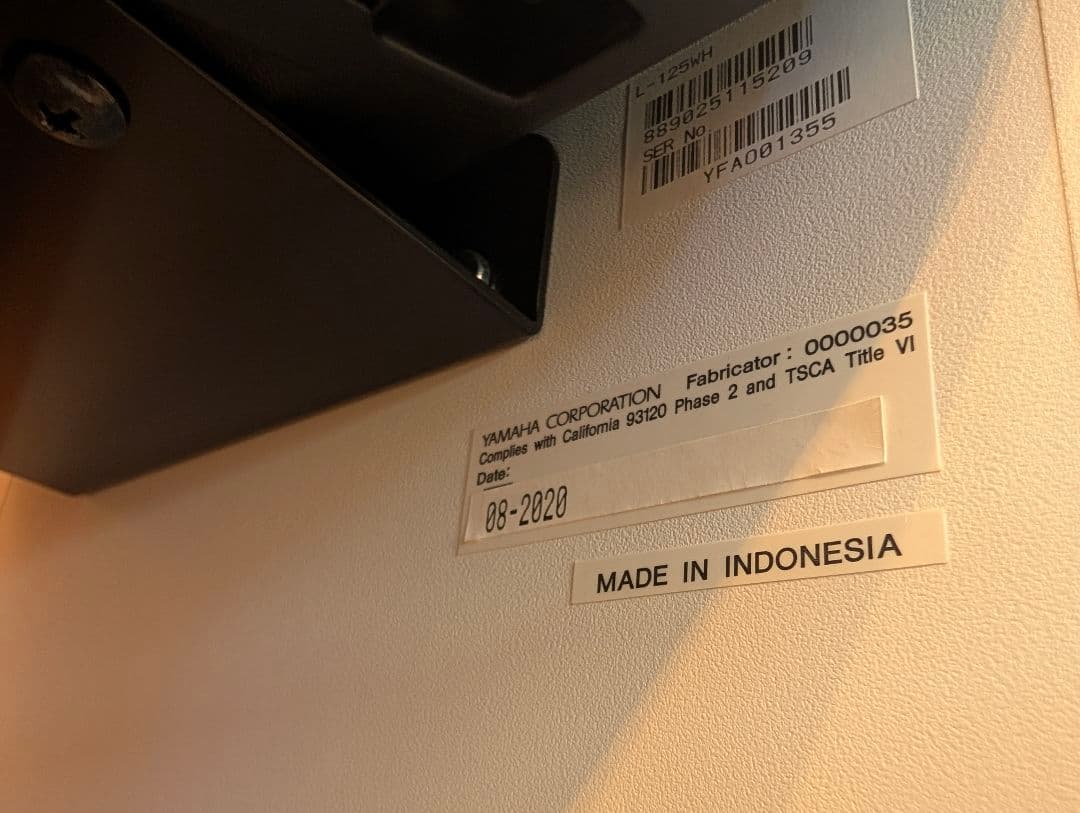 L-125WH
889025115209
SER No.
YFA001355
YAMAHA CORPORATION Fabricator : 0000035
Complies with California 93120 Phase 2 and TSCA Title VI
Date:
08-2020
MADE IN INDONESIA